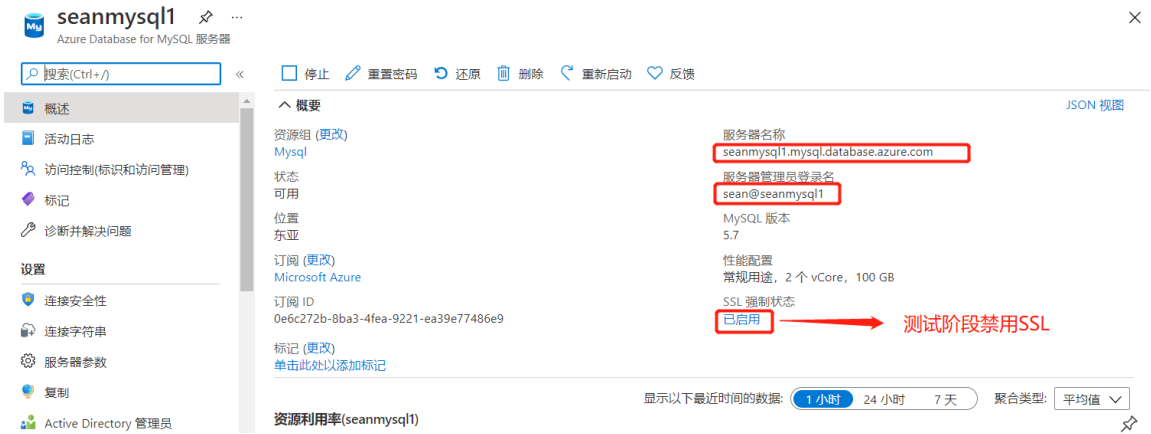 seanmysql1
Azure Database for MySQL 服务器
搜索(Ctrl+/)
停止 重置密码 还原 删除 重新启动 反馈
概述
活动日志
访问控制(标识和访问管理)
标记
诊断并解决问题
设置
连接安全性
连接字符串
服务器参数
复制
Active Directory 管理员
概要
JSON 视图
资源组 (更改)
Mysql
状态
可用
位置
东亚
订阅 (更改)
Microsoft Azure
订阅 ID
0e6c272b-8ba3-4fea-9221-ea39e77486e9
标记 (更改)
单击此处以添加标记
服务器名称
seanmysql1.mysql.database.azure.com
服务器管理员登录名
sean@seanmysql1
MySQL 版本
5.7
性能配置
常规用途，2 个 vCore，100 GB
SSL 强制状态
已启用
测试阶段禁用SSL
显示以下最近时间的数据: 1 小时 24 小时 7 天 聚合类型: 平均值
资源利用率(seanmysql1)